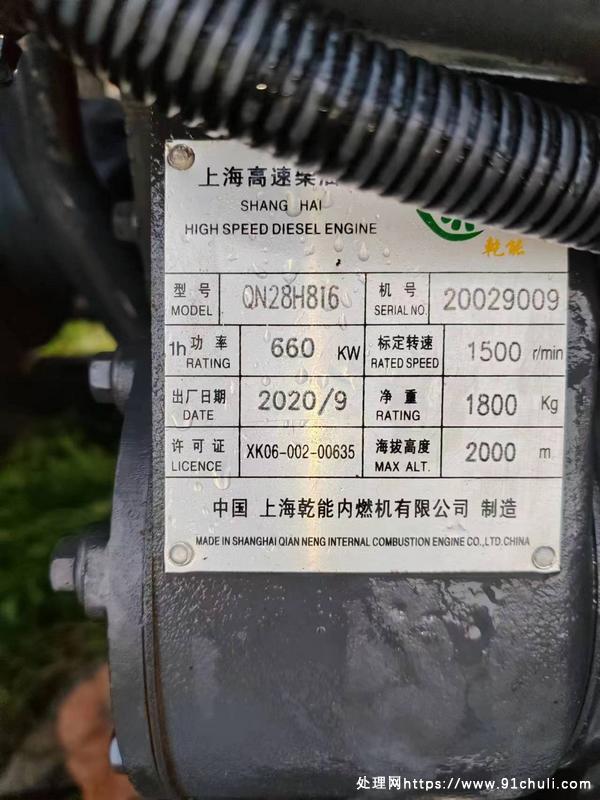 上海高速柴油
SHANG HAI
HIGH SPEED DIESEL ENGINE
乾能
型号 QN28H816 机号 20029009
MODEL SERIAL NO.
1h功率 660 KW 标定转速 1500 r/min
RATING RATED SPEED
出厂日期 2020/9 净重 1800 Kg
DATE RATING
许可证 XK06-002-00635 海拔高度 2000 m
LICENCE MAX ALT.
中国 上海乾能内燃机有限公司 制造
MADE IN SHANGHAI QIAN NENG INTERNAL COMBUSTION ENGINE CO.,LTD.CHINA
处理网https://www.91chuli.com